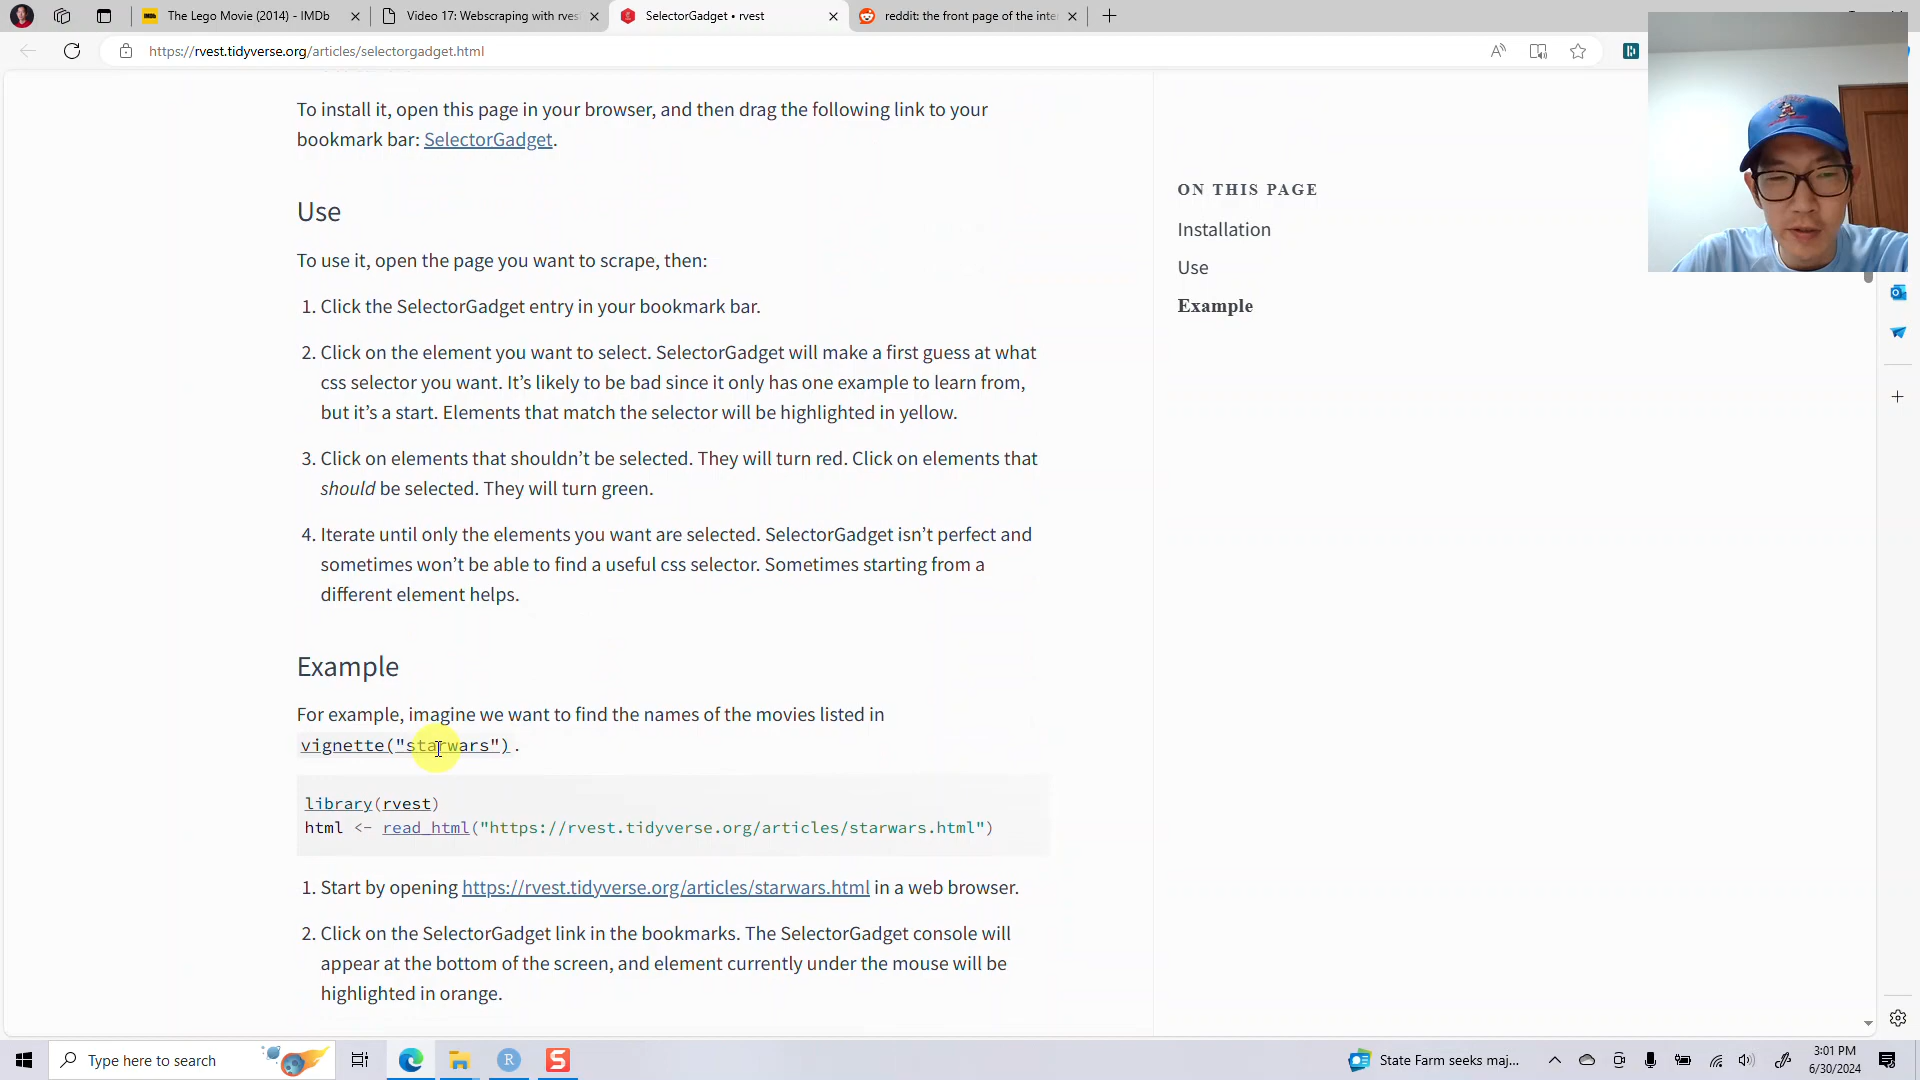 The Lego Movie (2014) - IMDb
Video 17: Webscraping with rves
SelectorGadget • rvest
reddit: the front page of the inte
https://rvest.tidyverse.org/articles/selectorgadget.html
To install it, open this page in your browser, and then drag the following link to your
bookmark bar: SelectorGadget.
Use
To use it, open the page you want to scrape, then:
1. Click the SelectorGadget entry in your bookmark bar.
2. Click on the element you want to select. SelectorGadget will make a first guess at what
css selector you want. It’s likely to be bad since it only has one example to learn from,
but it’s a start. Elements that match the selector will be highlighted in yellow.
3. Click on elements that shouldn’t be selected. They will turn red. Click on elements that
should be selected. They will turn green.
4. Iterate until only the elements you want are selected. SelectorGadget isn’t perfect and
sometimes won’t be able to find a useful css selector. Sometimes starting from a
different element helps.
Example
For example, imagine we want to find the names of the movies listed in
vignette("starwars").
library(rvest)
html <- read_html("https://rvest.tidyverse.org/articles/starwars.html")
1. Start by opening https://rvest.tidyverse.org/articles/starwars.html in a web browser.
2. Click on the SelectorGadget link in the bookmarks. The SelectorGadget console will
appear at the bottom of the screen, and element currently under the mouse will be
highlighted in orange.
ON THIS PAGE
Installation
Use
Example
Type here to search
State Farm seeks maj...
3:01 PM
6/30/2024